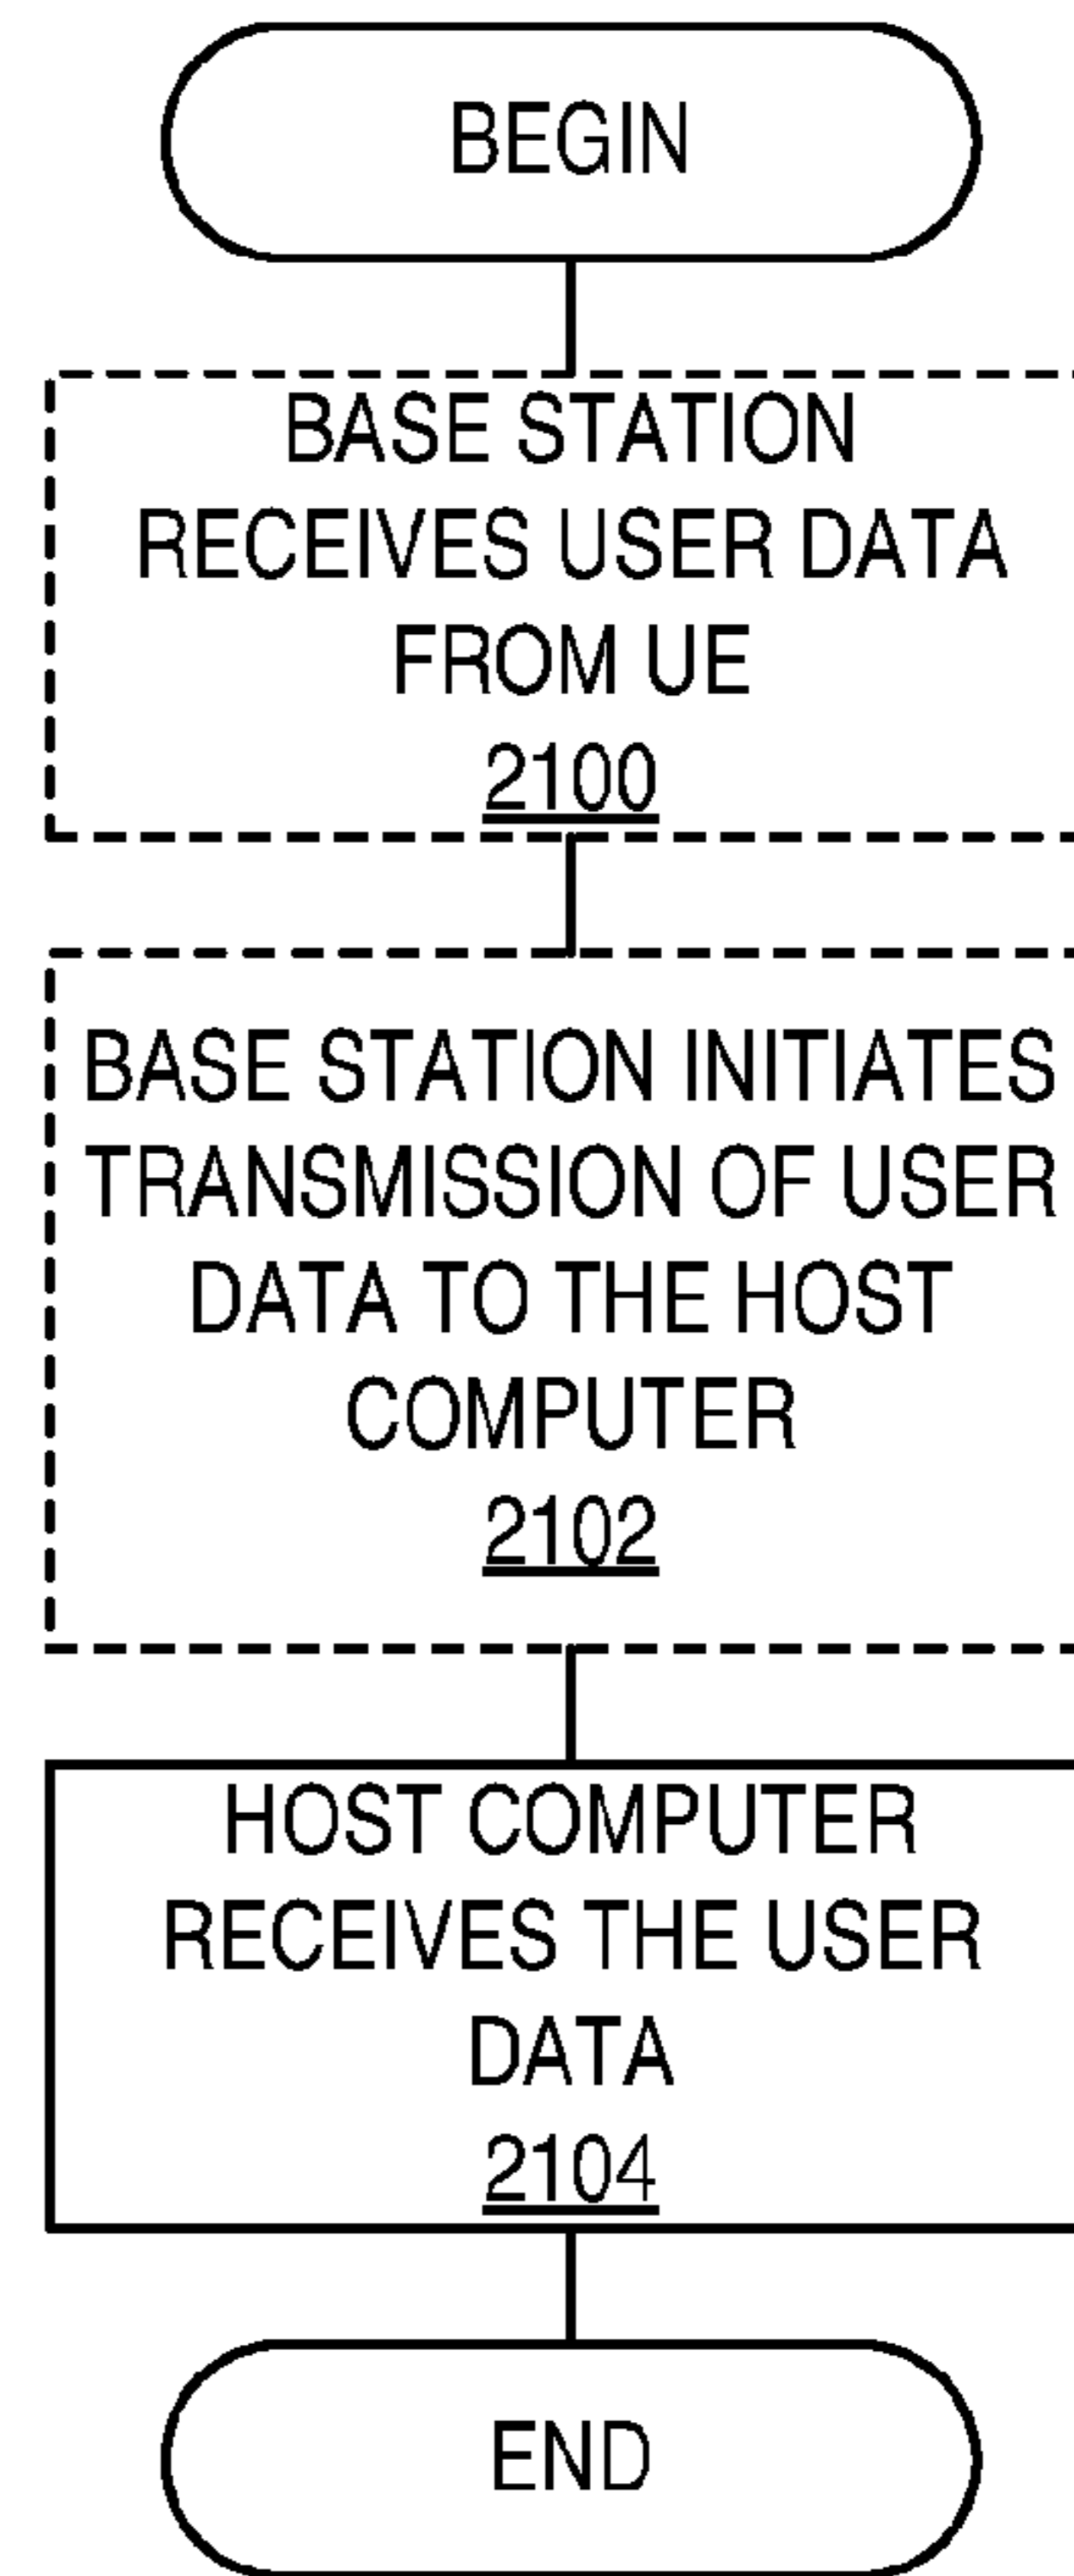 BEGIN
BASE STATION
RECEIVES USER DATA
FROM UE
2100
BASE STATION INITIATES
TRANSMISSION OF USER
DATA TO THE HOST
COMPUTER
2102
HOST COMPUTER
RECEIVES THE USER
DATA
2104
END